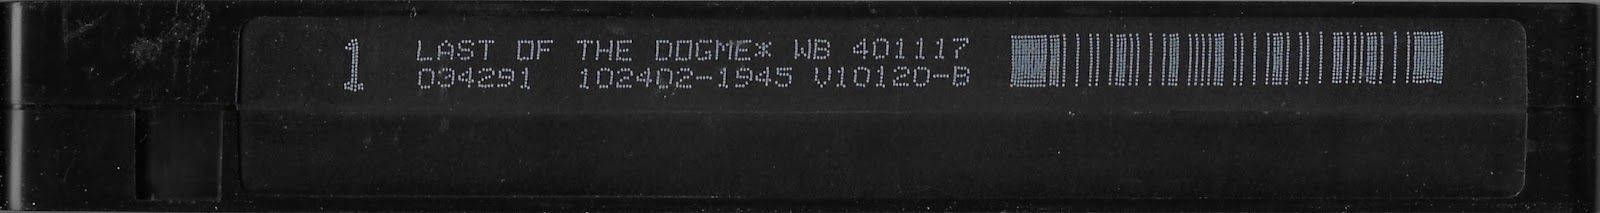 1 LAST OF THE DOGME* WB 401117
094291 102402-1945 V10120-B